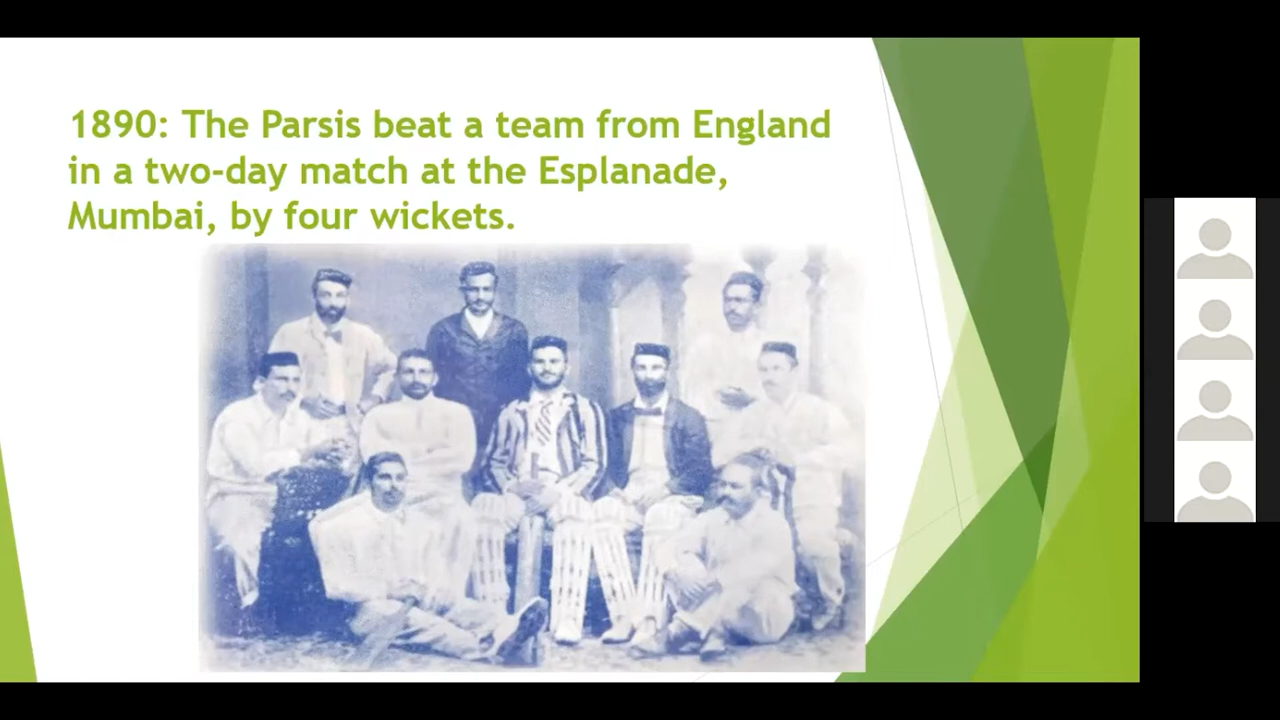 1890: The Parsis beat a team from England
in a two-day match at the Esplanade,
Mumbai, by four wickets.